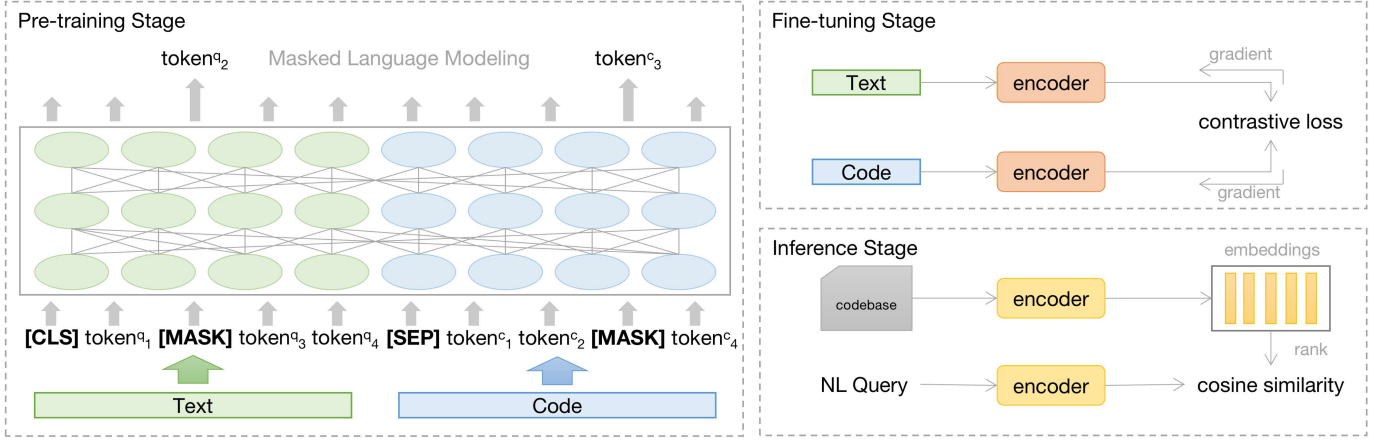 Pre-training Stage
token^q_2 Masked Language Modeling token^c_3
[CLS] token^q_1 [MASK] token^q_3 token^q_4 [SEP] token^c_1 token^c_2 [MASK] token^c_4
Text Code
Fine-tuning Stage
gradient
Text encoder
contrastive loss
Code encoder
gradient
Inference Stage
embeddings
codebase encoder
rank
NL Query encoder cosine similarity